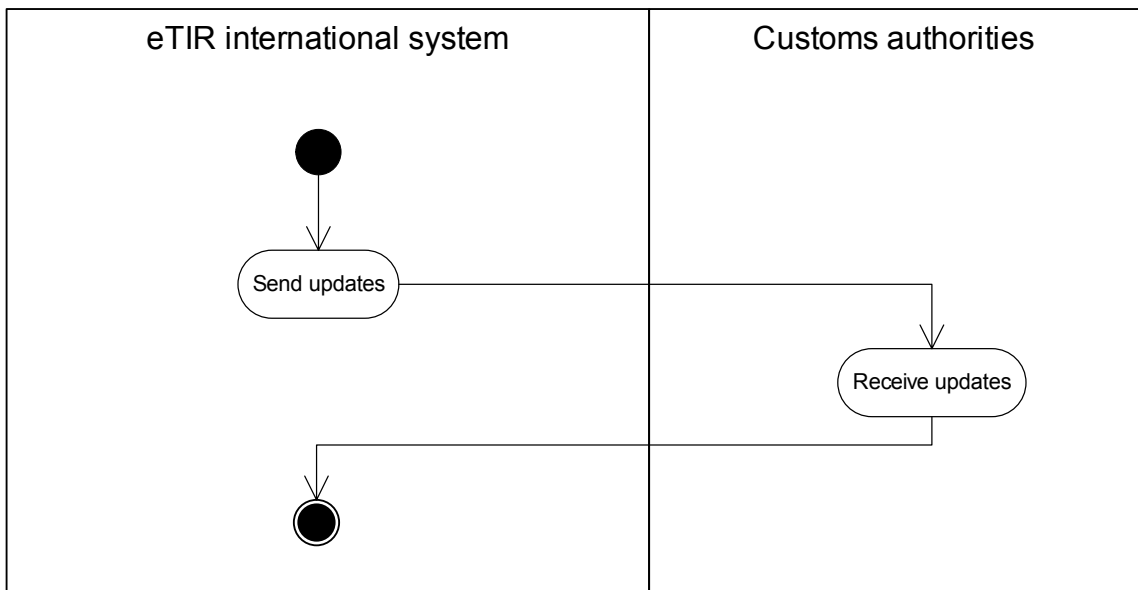 eTIR international system
Customs authorities
Send updates
Receive updates